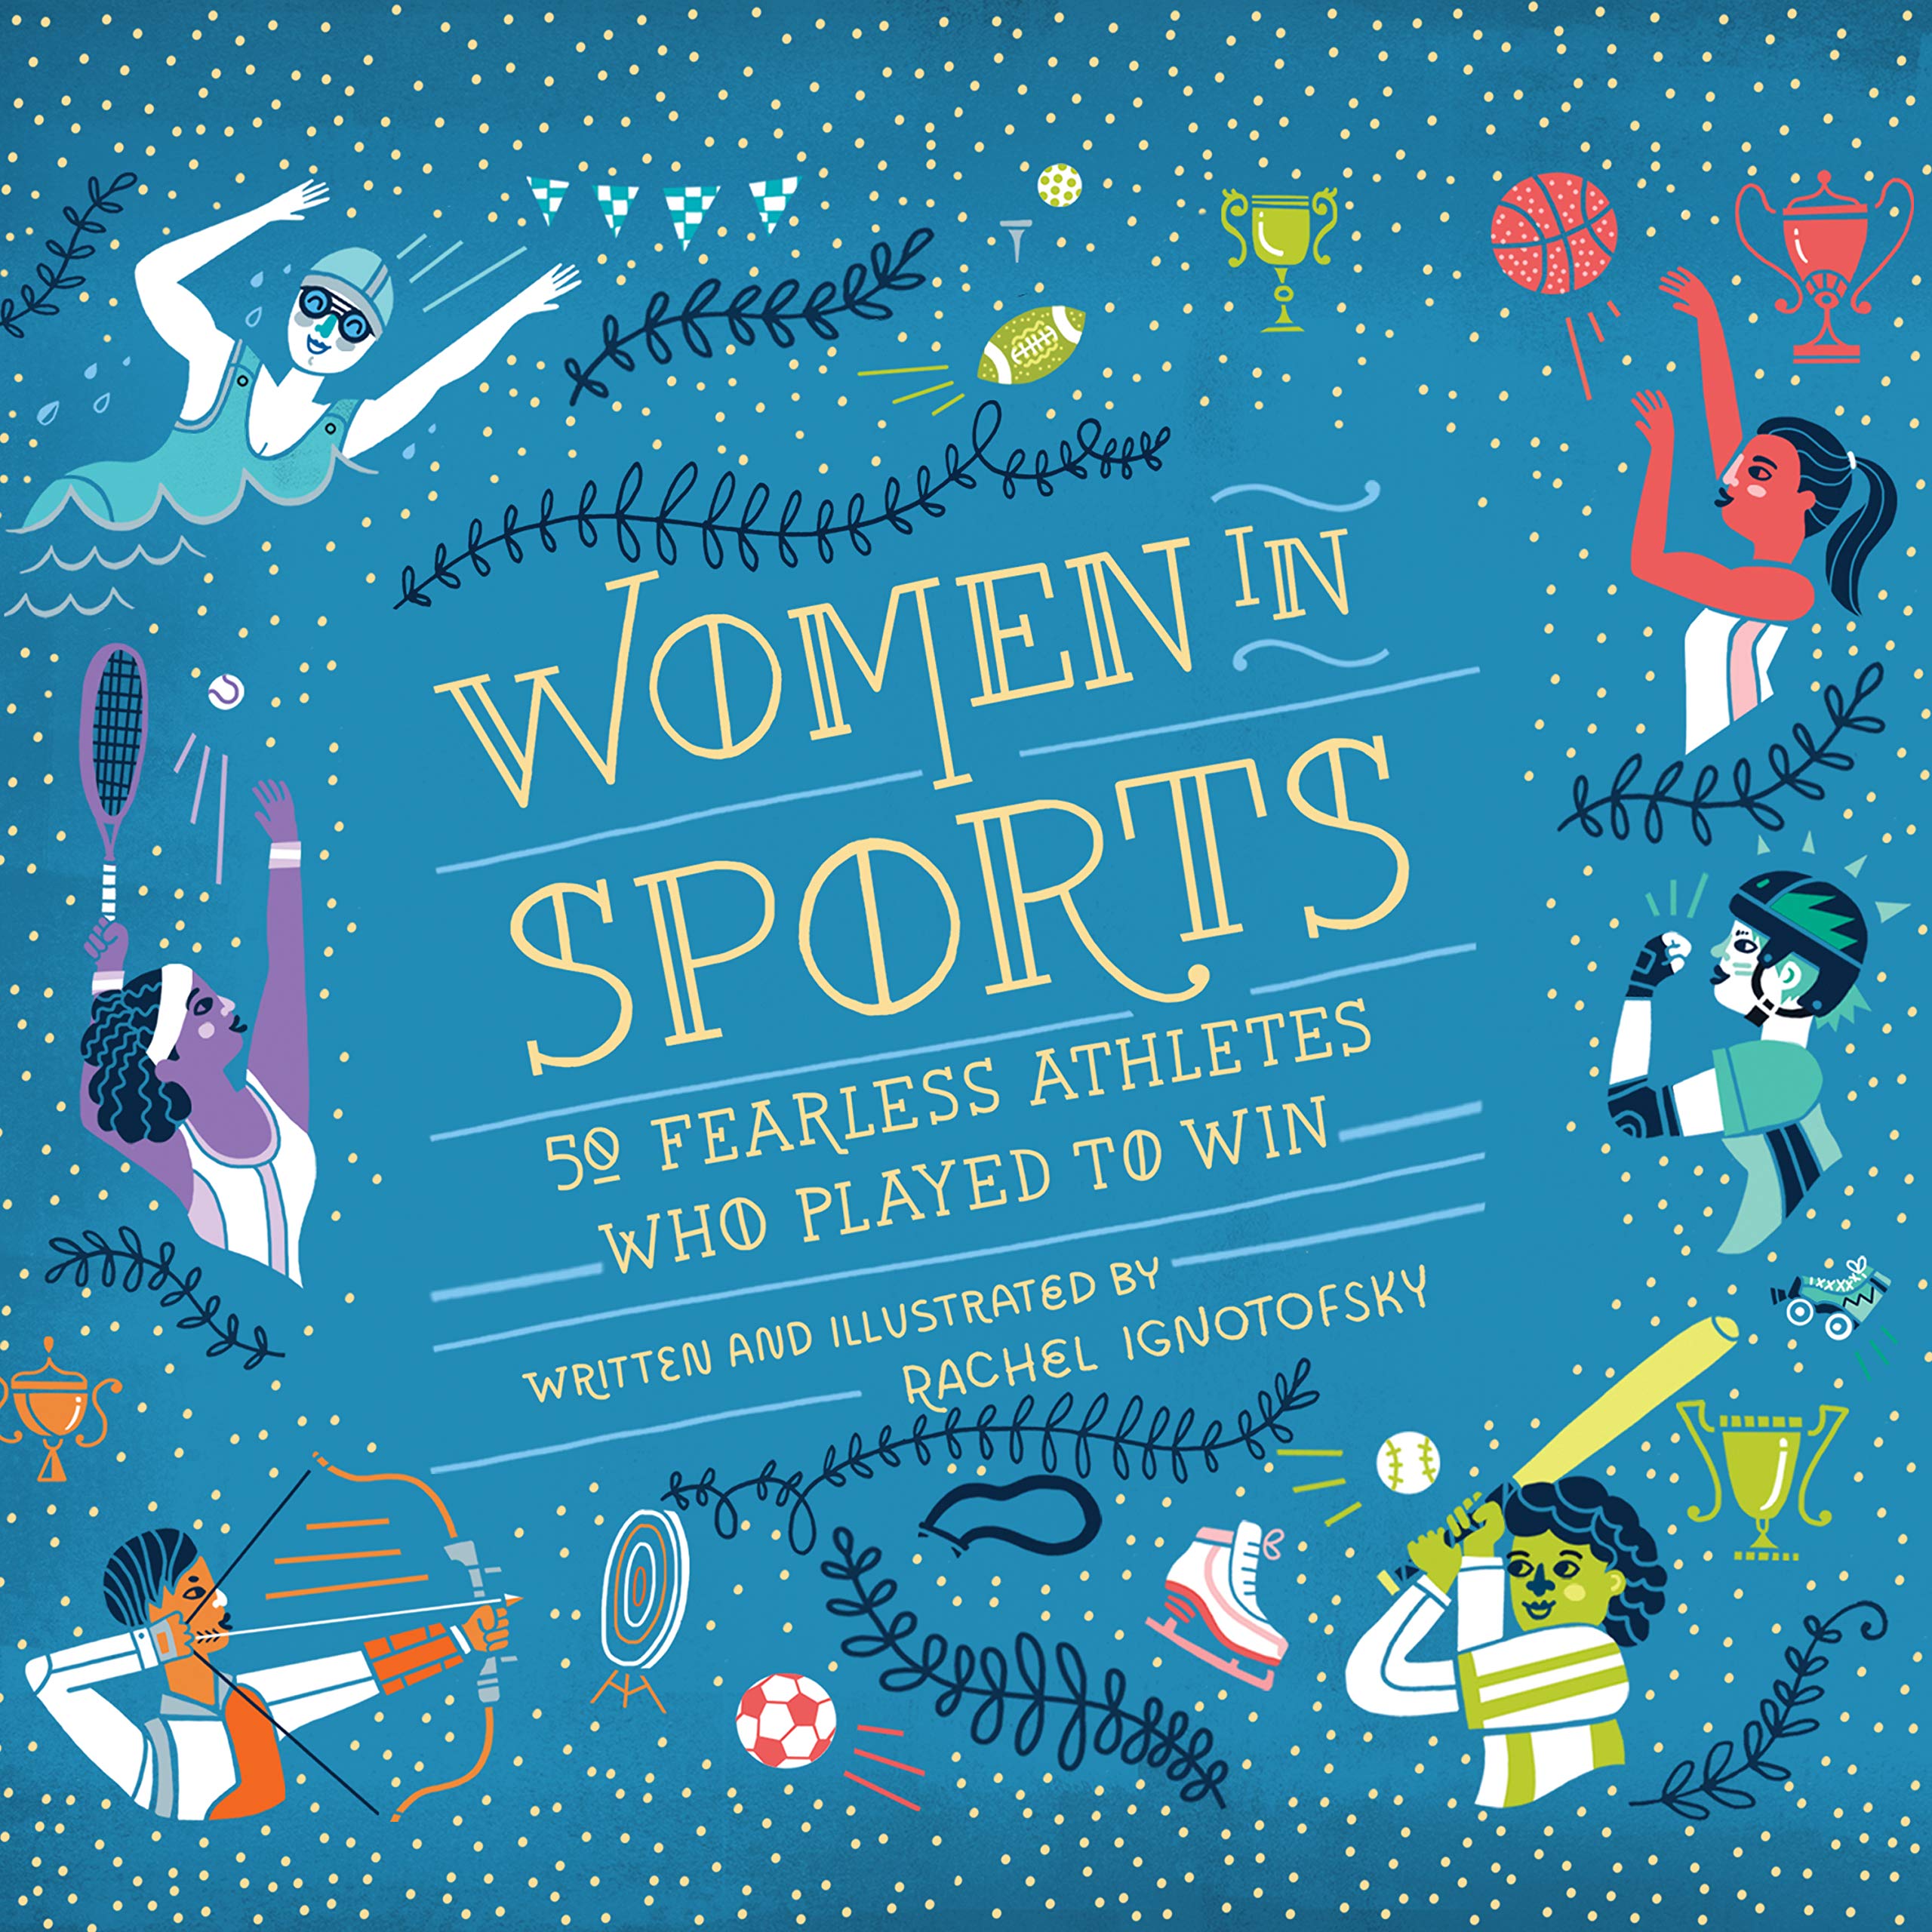 WOMEN IN
SPORTS
50 FEARLESS ATHLETES
WHO PLAYED TO WIN
WRITTEN AND ILLUSTRATED BY
RACHEL IGNOTOFSKY